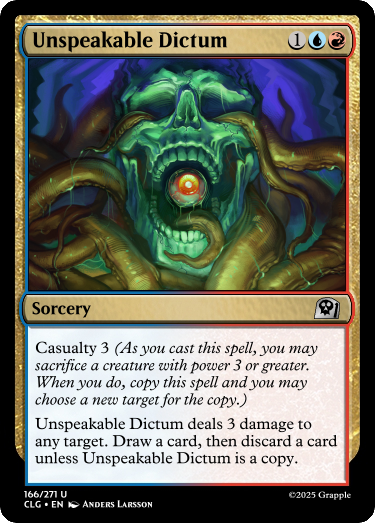 Unspeakable Dictum 1
Sorcery
Casualty 3 (As you cast this spell, you may
sacrifice a creature with power 3 or greater.
When you do, copy this spell and you may
choose a new target for the copy.)
Unspeakable Dictum deals 3 damage to
any target. Draw a card, then discard a card
unless Unspeakable Dictum is a copy.
166/271 U
CLG • EN Anders Larsson
©2025 Grapple